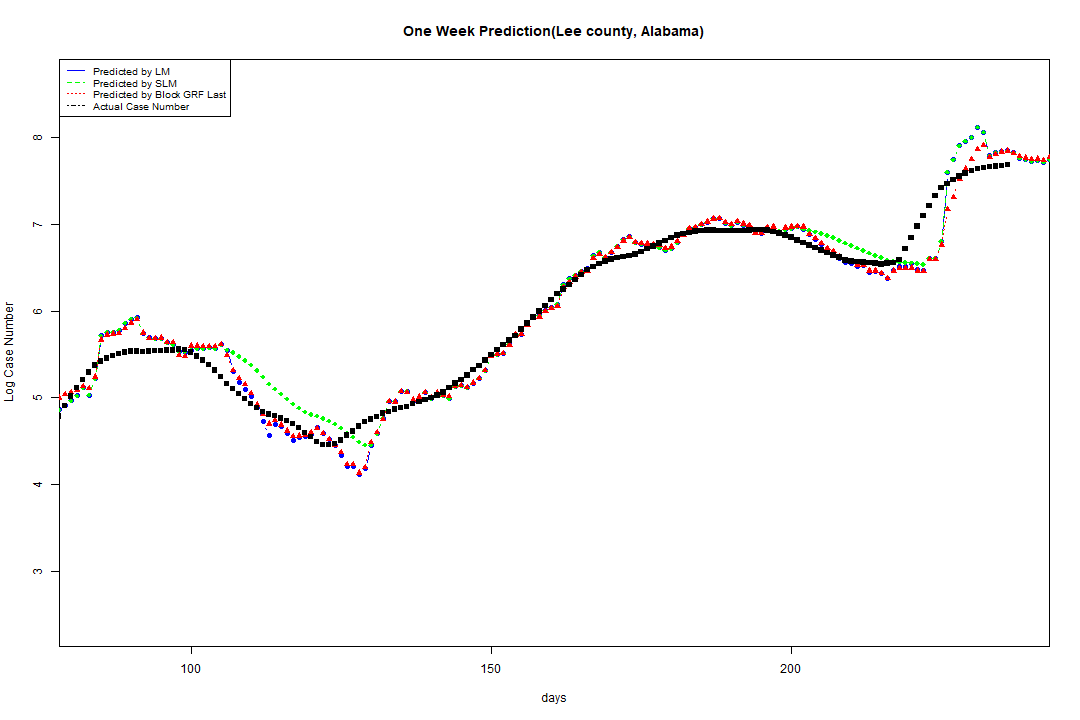 One Week Prediction(Lee county, Alabama)
Predicted by LM
Predicted by SLM
Predicted by Block GRF Last
Actual Case Number
8
7
6
5
4
3
Log Case Number
100 150 200
days